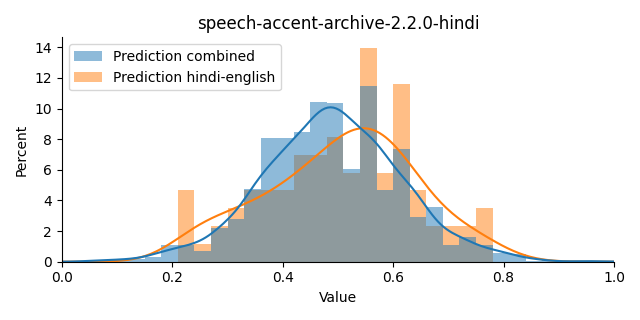 speech-accent-archive-2.2.0-hindi
Prediction combined
Prediction hindi-english
Percent
14
12
10
8
6
4
2
0
0.0 0.2 0.4 0.6 0.8 1.0
Value